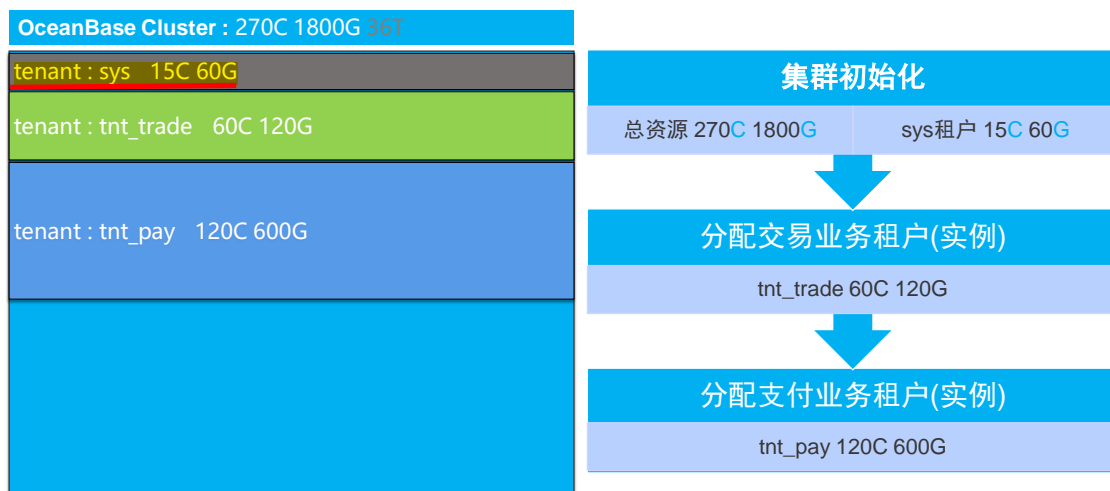 OceanBase Cluster : 270C 1800G 36T
tenant : sys 15C 60G
tenant : tnt_trade 60C 120G
tenant : tnt_pay 120C 600G
集群初始化
总资源 270C 1800G
sys租户 15C 60G
分配交易业务租户(实例)
tnt_trade 60C 120G
分配支付业务租户(实例)
tnt_pay 120C 600G